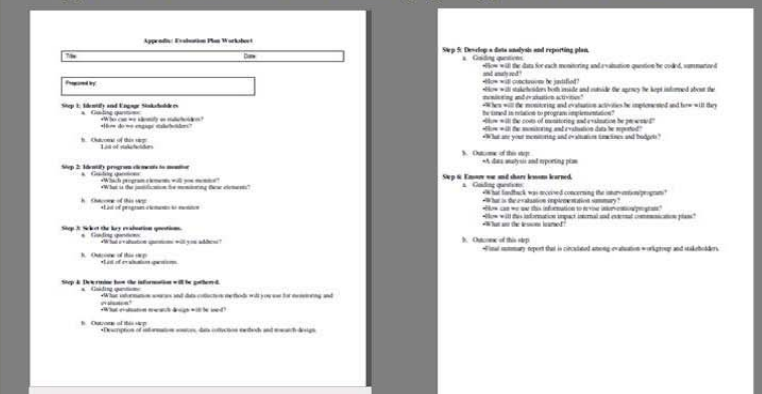 Appendix: Evaluation Plan Worksheet
Title: Date:
Prepared by:
Step 1: Identify and Engage Stakeholders
a. Guiding questions:
•Who can we identify as stakeholders?
•How do we engage stakeholders?
b. Outcome of this step:
List of stakeholders
Step 2: Identify program elements to monitor
a. Guiding questions:
•Which program elements will you monitor?
•What is the justification for monitoring these elements?
b. Outcome of this step:
•List of program elements to monitor
Step 3: Select the key evaluation questions.
a. Guiding questions:
•What evaluation questions will you address?
b. Outcome of this step:
•List of evaluation questions.
Step 4: Determine how the information will be gathered.
a. Guiding questions:
•What information sources and data collection methods will you use for monitoring and
evaluation?
•What evaluation research design will be used?
b. Outcome of this step:
•Description of information sources, data collection methods and research design.
Step 5: Develop a data analysis and reporting plan.
a. Guiding questions:
•How will the data for each monitoring and evaluation question be coded, summarized
and analyzed?
•How will conclusions be justified?
•How will stakeholders both inside and outside the agency be kept informed about the
monitoring and evaluation activities?
•When will the monitoring and evaluation activities be implemented and how will they
be timed in relation to program implementation?
•How will the costs of monitoring and evaluation be presented?
•How will the monitoring and evaluation data be reported?
•What are your monitoring and evaluation timelines and budgets?
b. Outcome of this step:
•A data analysis and reporting plan
Step 6: Ensure use and share lessons learned.
a. Guiding questions:
•What feedback was received concerning the intervention/program?
•What is the evaluation implementation summary?
•How can we use this information to revise intervention/program?
•How will this information impact internal and external communication plans?
•What are the lessons learned?
b. Outcome of this step:
•Final summary report that is circulated among evaluation workgroup and stakeholders.